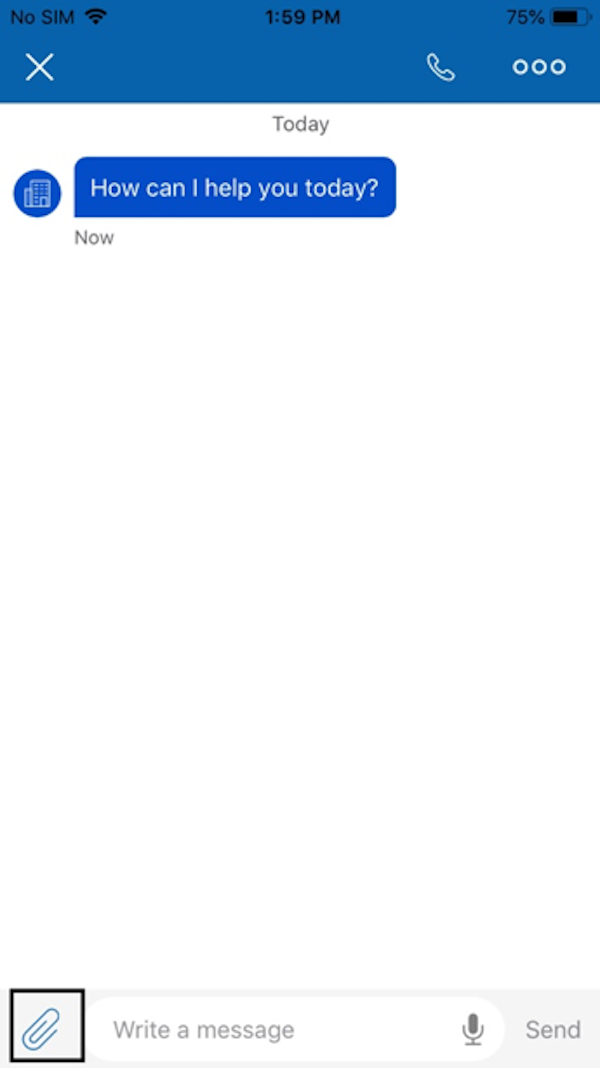 No SIM 1:59 PM 75%
Today
How can I help you today?
Now
Write a message Send